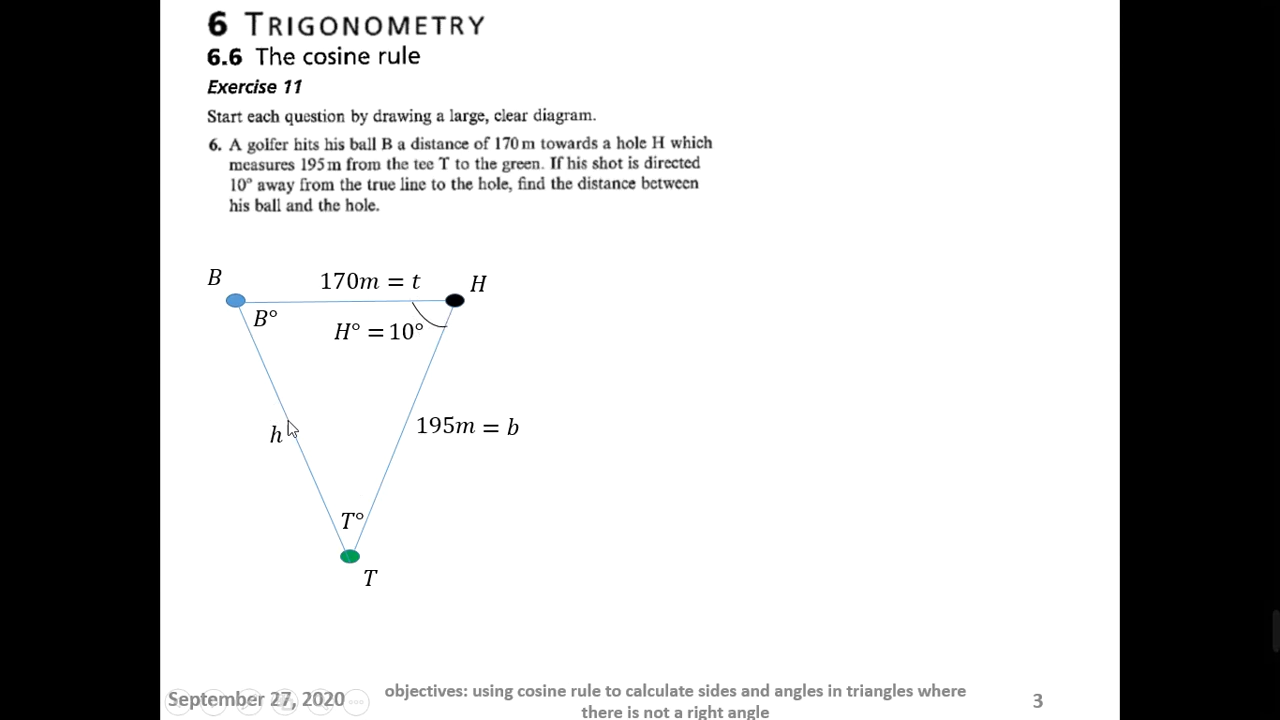 6 TRIGONOMETRY
6.6 The cosine rule
Exercise 11
Start each question by drawing a large, clear diagram.
6. A golfer hits his ball B a distance of 170 m towards a hole H which
measures 195 m from the tee T to the green. If his shot is directed
10° away from the true line to the hole, find the distance between
his ball and the hole.
B
170m = t
H
B°
H° = 10°
h
195m = b
T°
T
September 27, 2020
objectives: using cosine rule to calculate sides and angles in triangles where
there is not a right angle
3